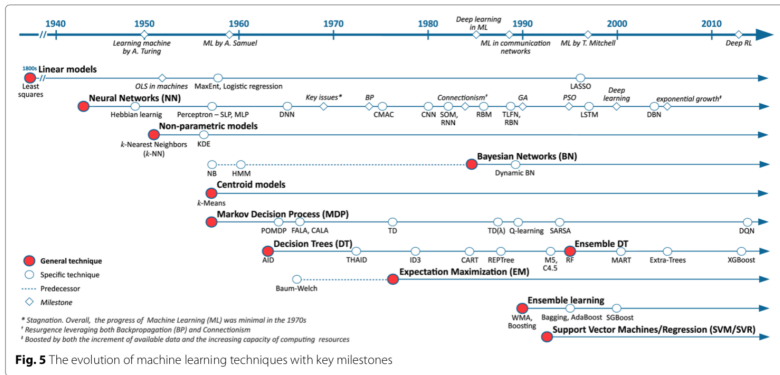 1940 1950 1960 1970 1980 1990 2000 2010
Learning machine by A. Turing
ML by A. Samuel
Deep learning in ML
ML in communication networks
ML by T. Mitchell
Deep RL
1800s
Linear models
Least squares
OLS in machines
MaxEnt, Logistic regression
LASSO
Neural Networks (NN)
Hebbian learnig
Perceptron – SLP, MLP
DNN
Key issues*
BP
CMAC
CNN
SOM, RNN
Connectionism†
RBM
TLFN, RBN
GA
PSO
LSTM
Deep learning
DBN
exponential growth‡
Non-parametric models
k-Nearest Neighbors (k-NN)
KDE
Bayesian Networks (BN)
NB
HMM
Dynamic BN
Centroid models
k-Means
Markov Decision Process (MDP)
POMDP
FALA, CALA
TD
TD(λ)
Q-learning
SARSA
DQN
Decision Trees (DT)
Ensemble DT
AID
THAID
ID3
CART
REPTree
M5, C4.5
RF
MART
Extra-Trees
XGBoost
Expectation Maximization (EM)
Baum-Welch
Ensemble learning
WMA, Boosting
Bagging, AdaBoost
SGBoost
Support Vector Machines/Regression (SVM/SVR)
General technique
Specific technique
Predecessor
Milestone
* Stagnation. Overall, the progress of Machine Learning (ML) was minimal in the 1970s
† Resurgence leveraging both Backpropagation (BP) and Connectionism
‡ Boosted by both the increment of available data and the increasing capacity of computing resources
Fig. 5 The evolution of machine learning techniques with key milestones